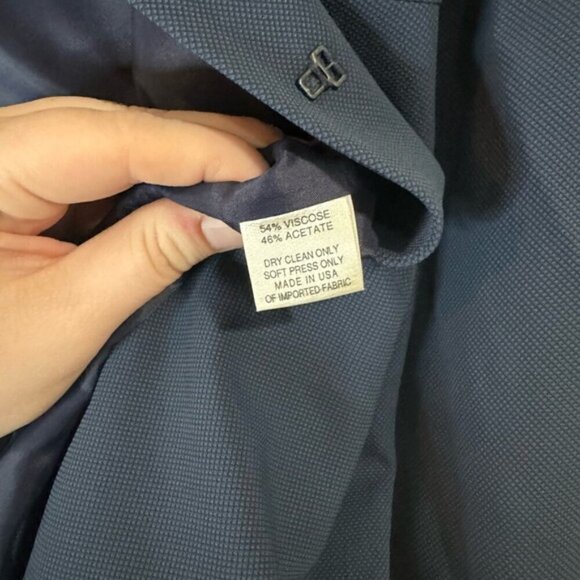 54% VISCOSE
46% ACETATE
DRY CLEAN ONLY
SOFT PRESS ONLY
MADE IN USA
OF IMPORTED FABRIC